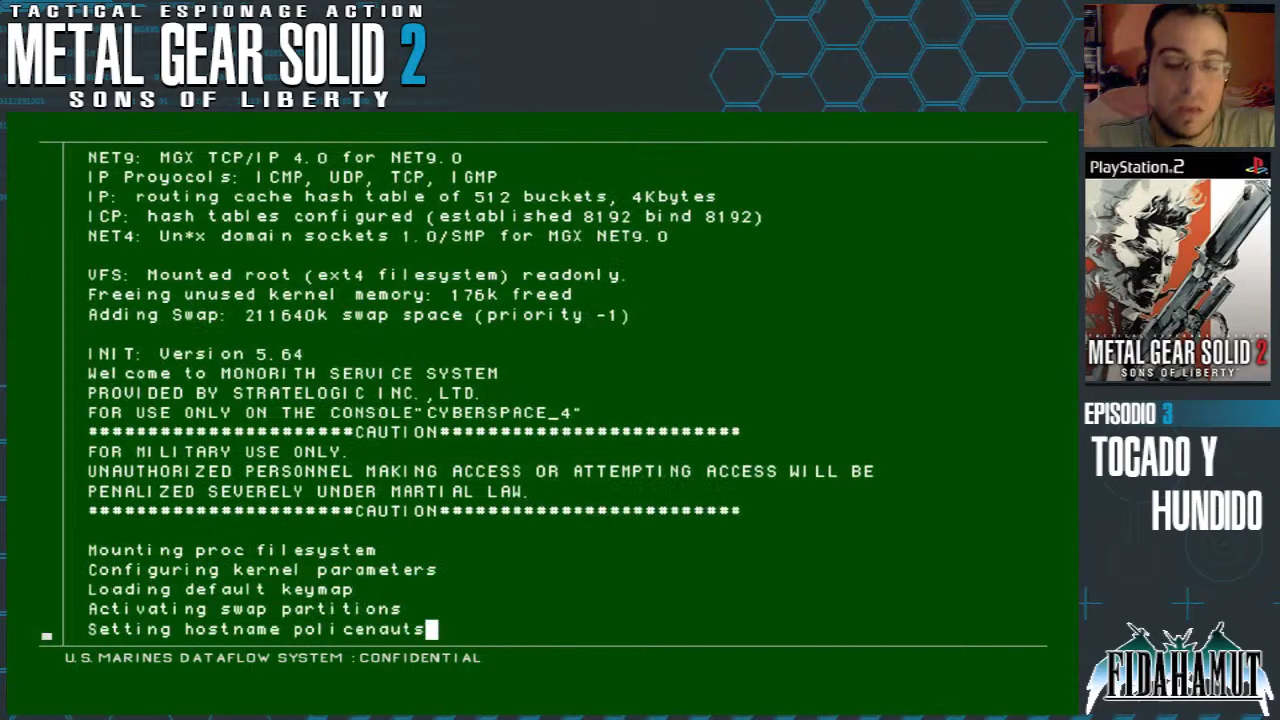 TACTICAL ESPIONAGE ACTION
METAL GEAR SOLID 2
SONS OF LIBERTY
NET9: MGX TCP/IP 4.0 for NET9.0
IP Proyocols: ICMP, UDP, TCP, IGMP
IP: routing cache hash table of 512 buckets, 4Kbytes
ICP: hash tables configured (established 8192 bind 8192)
NET4: Un*x domain sockets 1.0/SMP for MGX NET9.0
VFS: Mounted root (ext4 filesystem) readonly.
Freeing unused kernel memory: 176k freed
Adding Swap: 211640k swap space (priority -1)
INIT: Version 5.64
Welcome to MONORITH SERVICE SYSTEM
PROVIDED BY STRATELOGIC INC.,LTD.
FOR USE ONLY ON THE CONSOLE"CYBERSPACE_4"
**********************CAUTION*************************
FOR MILITARY USE ONLY.
UNAUTHORIZED PERSONNEL MAKING ACCESS OR ATTEMPTING ACCESS WILL BE
PENALIZED SEVERELY UNDER MARTIAL LAW.
**********************CAUTION*************************
Mounting proc filesystem
Configuring kernel parameters
Loading default keymap
Activating swap partitions
Setting hostname policenauts
U.S. MARINES DATAFLOW SYSTEM : CONFIDENTIAL
PlayStation.2
TACTICAL ESPIONAGE ACTION
METAL GEAR SOLID 2
SONS OF LIBERTY
EPISODIO 3
TOCADO Y
HUNDIDO
FIDAHAMUT